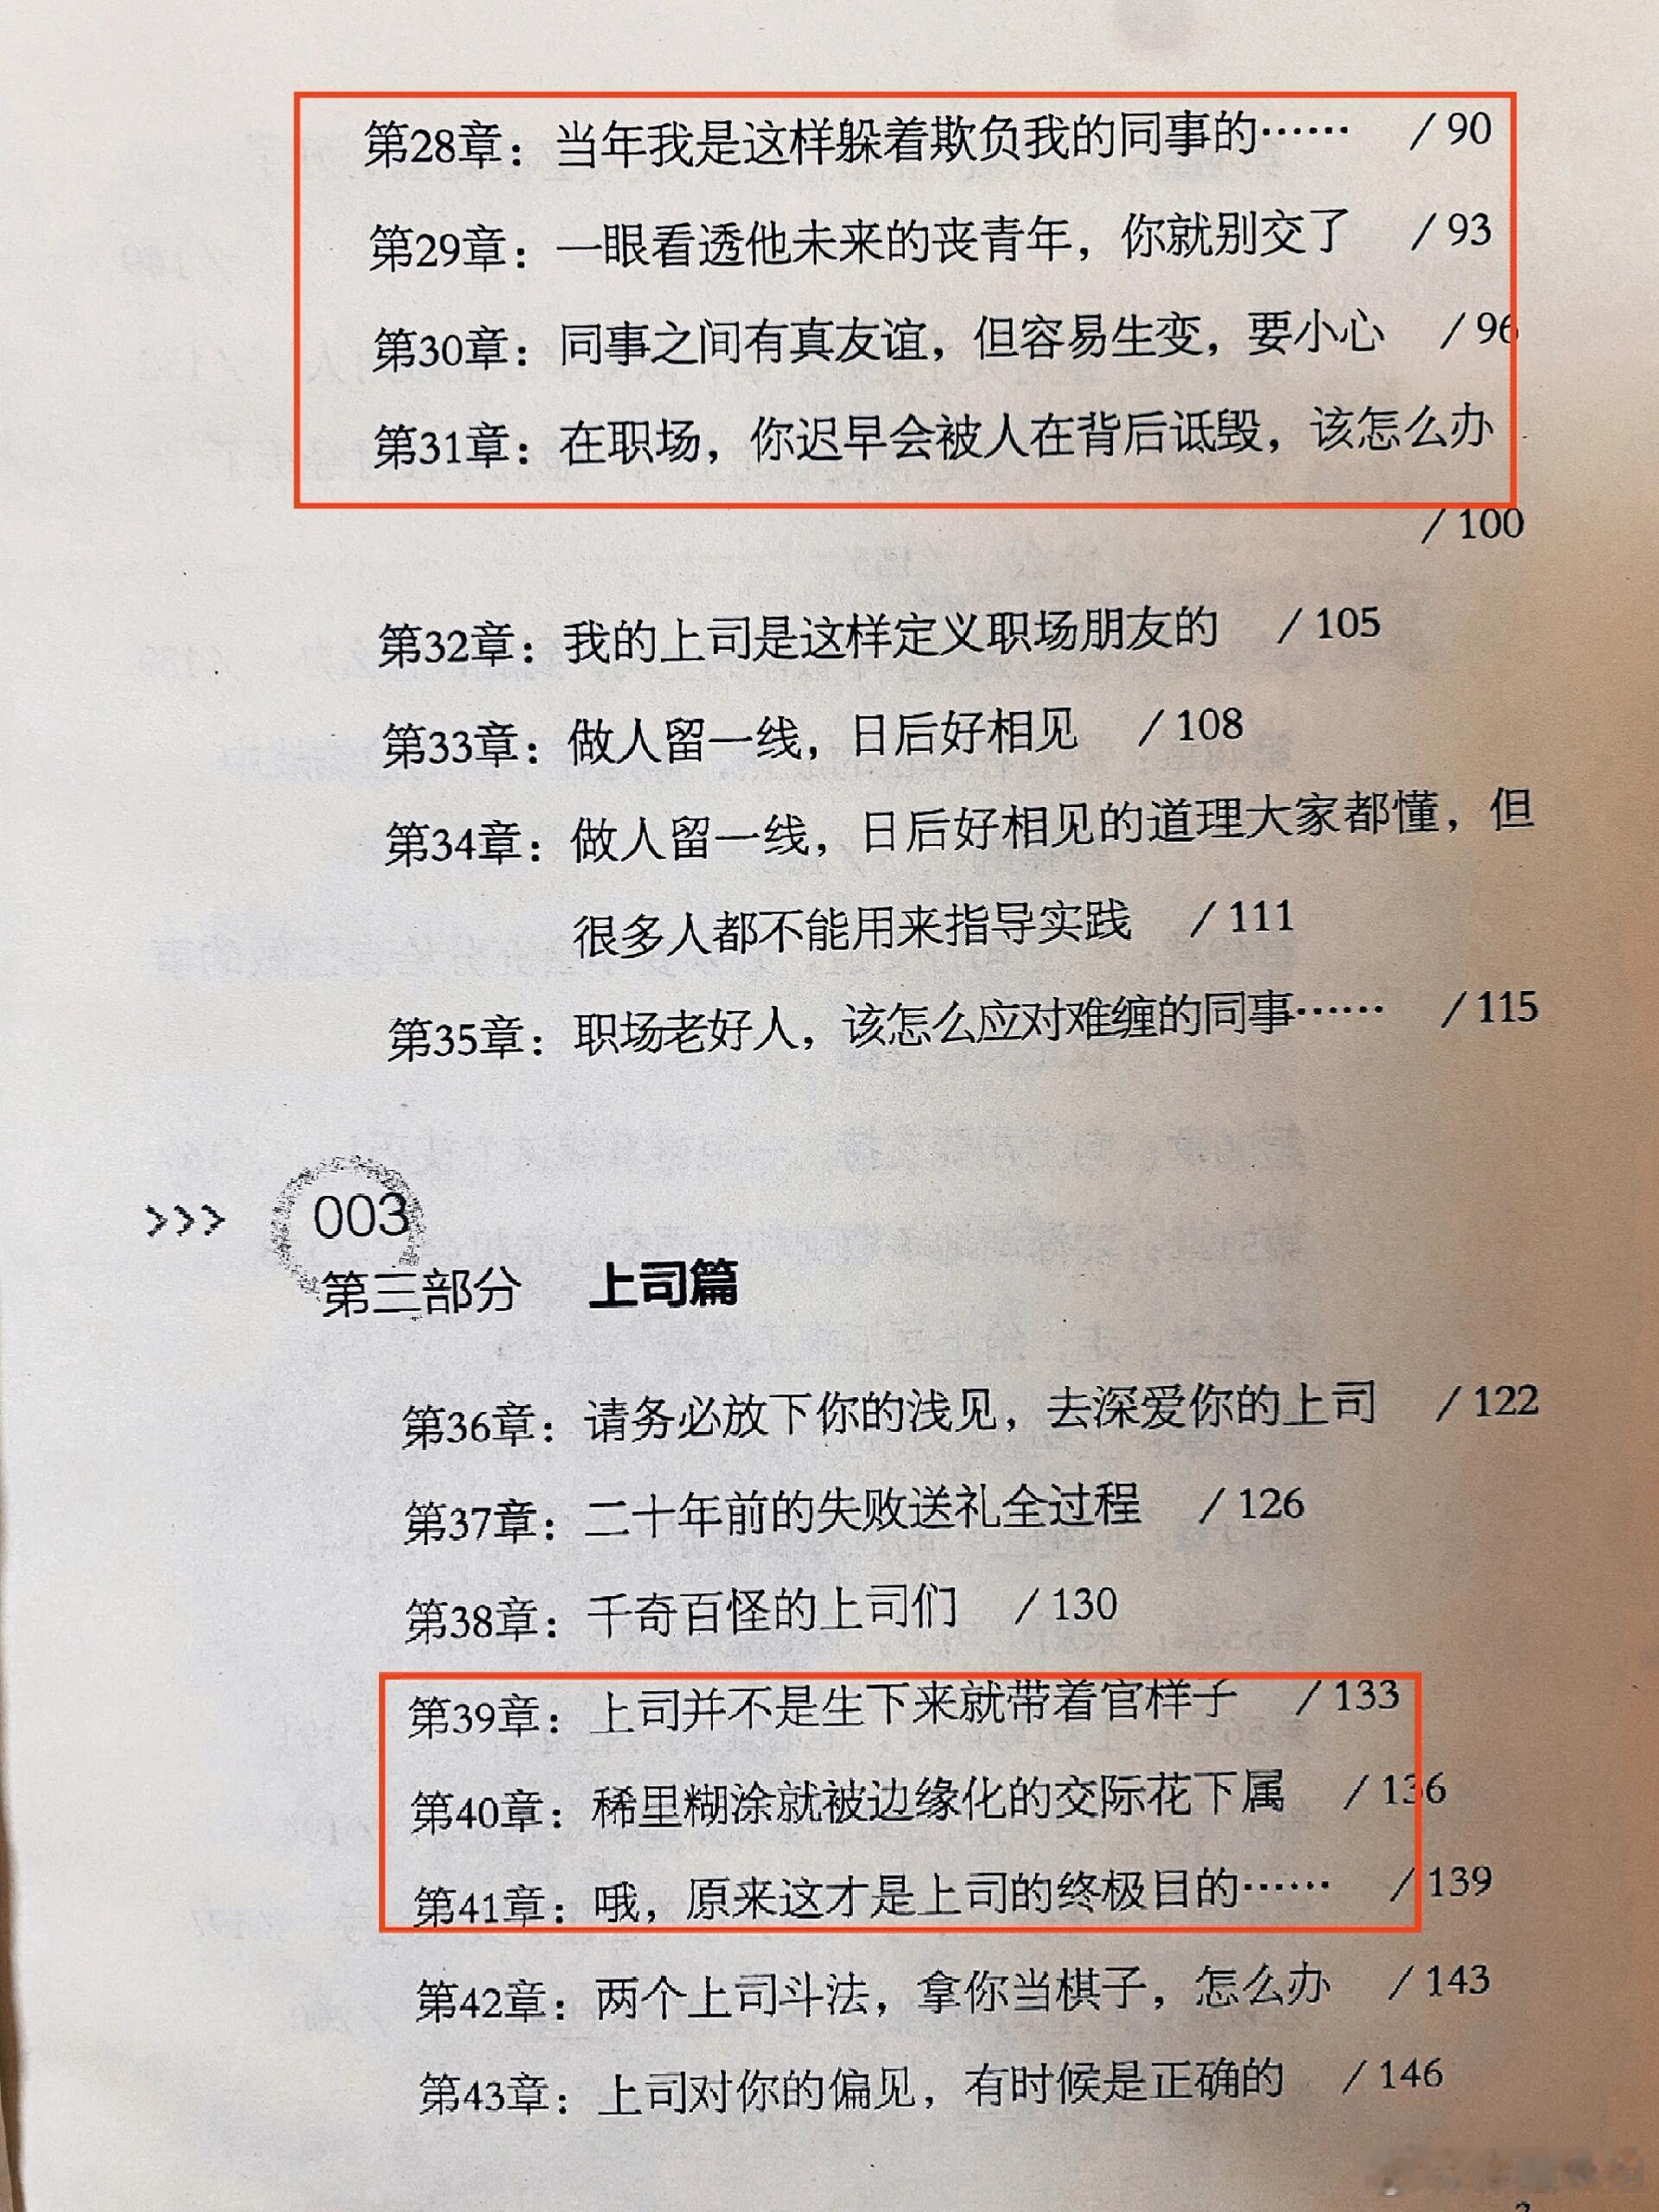 第28章：当年我是这样躲着欺负我的同事的…… / 90
第29章：一眼看透他未来的丧青年，你就别交了 / 93
第30章：同事之间有真友谊，但容易生变，要小心 / 96
第31章：在职场，你迟早会被人在背后诋毁，该怎么办
/ 100
第32章：我的上司是这样定义职场朋友的 / 105
第33章：做人留一线，日后好相见 / 108
第34章：做人留一线，日后好相见的道理大家都懂，但
很多人都不能用来指导实践 / 111
第35章：职场老好人，该怎么应对难缠的同事…… / 115
>>> 003
第三部分 上司篇
第36章：请务必放下你的浅见，去深爱你的上司 / 122
第37章：二十年前的失败送礼全过程 / 126
第38章：千奇百怪的上司们 / 130
第39章：上司并不是生下来就带着官样子 / 133
第40章：稀里糊涂就被边缘化的交际花下属 / 136
第41章：哦，原来这才是上司的终极目的…… / 139
第42章：两个上司斗法，拿你当棋子，怎么办 / 143
第43章：上司对你的偏见，有时候是正确的 / 146